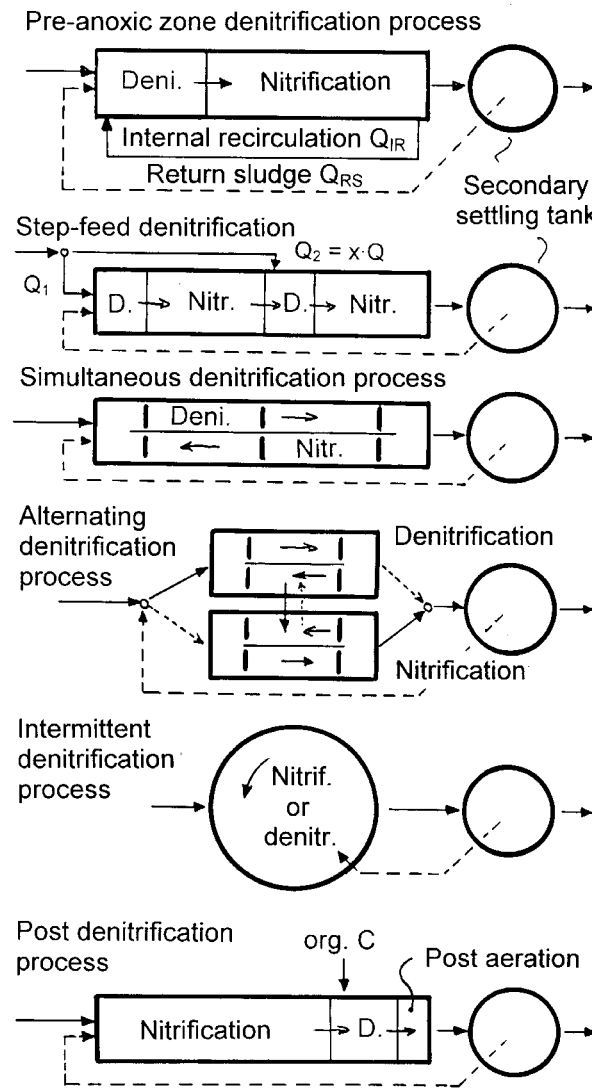 Pre-anoxic zone denitrification process
Deni.
Nitrification
Internal recirculation Q_IR
Return sludge Q_RS
Secondary
settling tank
Step-feed denitrification
Q_2 = x·Q
Q_1
D.
Nitr.
D.
Nitr.
Simultaneous denitrification process
Deni.
Nitr.
Alternating
denitrification
process
Denitrification
Nitrification
Intermittent
denitrification
process
Nitrif.
or
denitr.
Post denitrification
process
org. C
Post aeration
Nitrification
D.